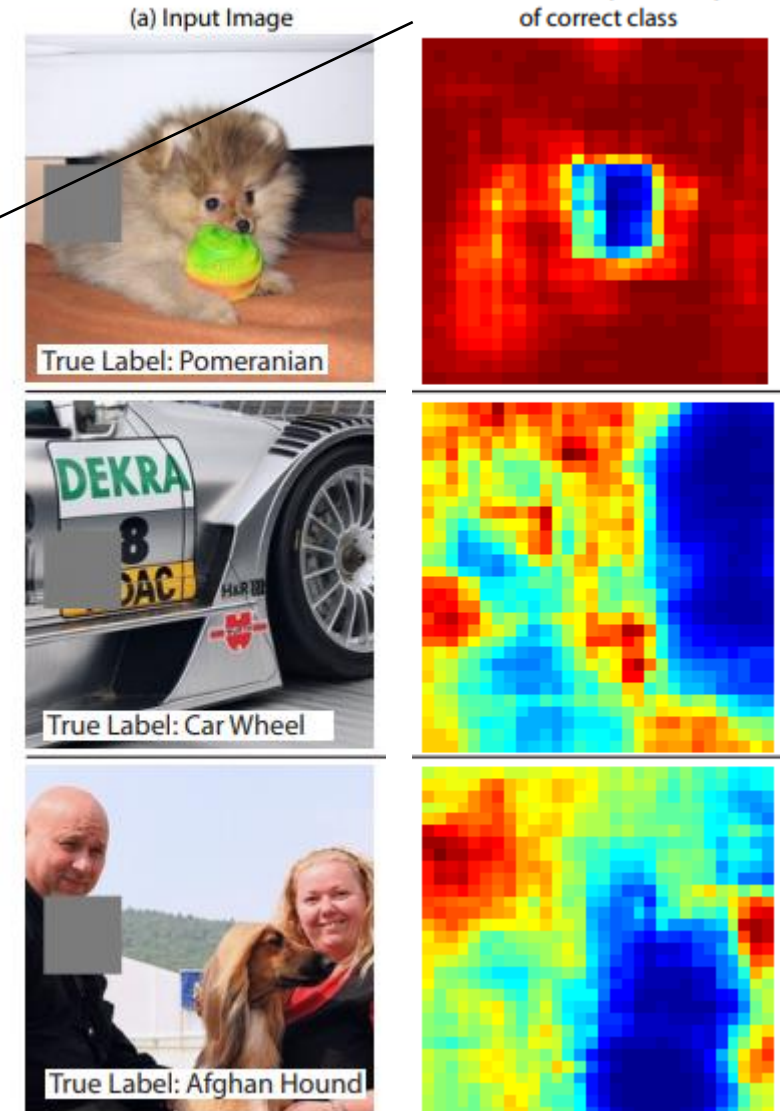 (a) Input Image
of correct class
True Label: Pomeranian
DEKRA
8
DAC
H&R
True Label: Car Wheel
True Label: Afghan Hound